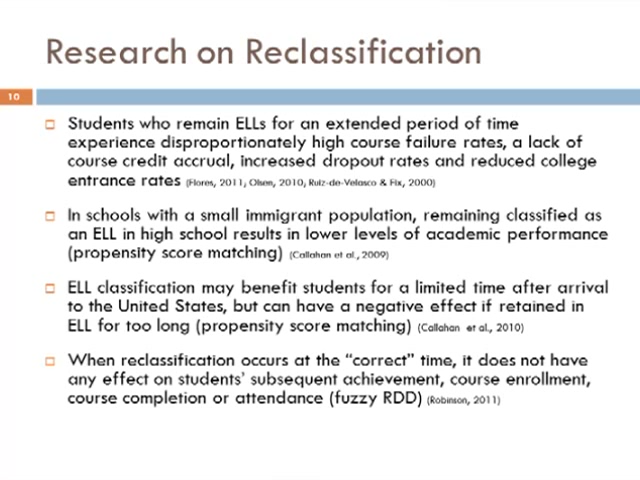 Research on Reclassification
10
Students who remain ELLs for an extended period of time
experience disproportionately high course failure rates, a lack of
course credit accrual, increased dropout rates and reduced college
entrance rates (Flores, 2011; Olsen, 2010; Ruiz-de-Velasco & Fix, 2000)
In schools with a small immigrant population, remaining classified as
an ELL in high school results in lower levels of academic performance
(propensity score matching) (Callahan et al., 2009)
ELL classification may benefit students for a limited time after arrival
to the United States, but can have a negative effect if retained in
ELL for too long (propensity score matching) (Callahan et al., 2010)
When reclassification occurs at the “correct” time, it does not have
any effect on students’ subsequent achievement, course enrollment,
course completion or attendance (fuzzy RDD) (Robinson, 2011)